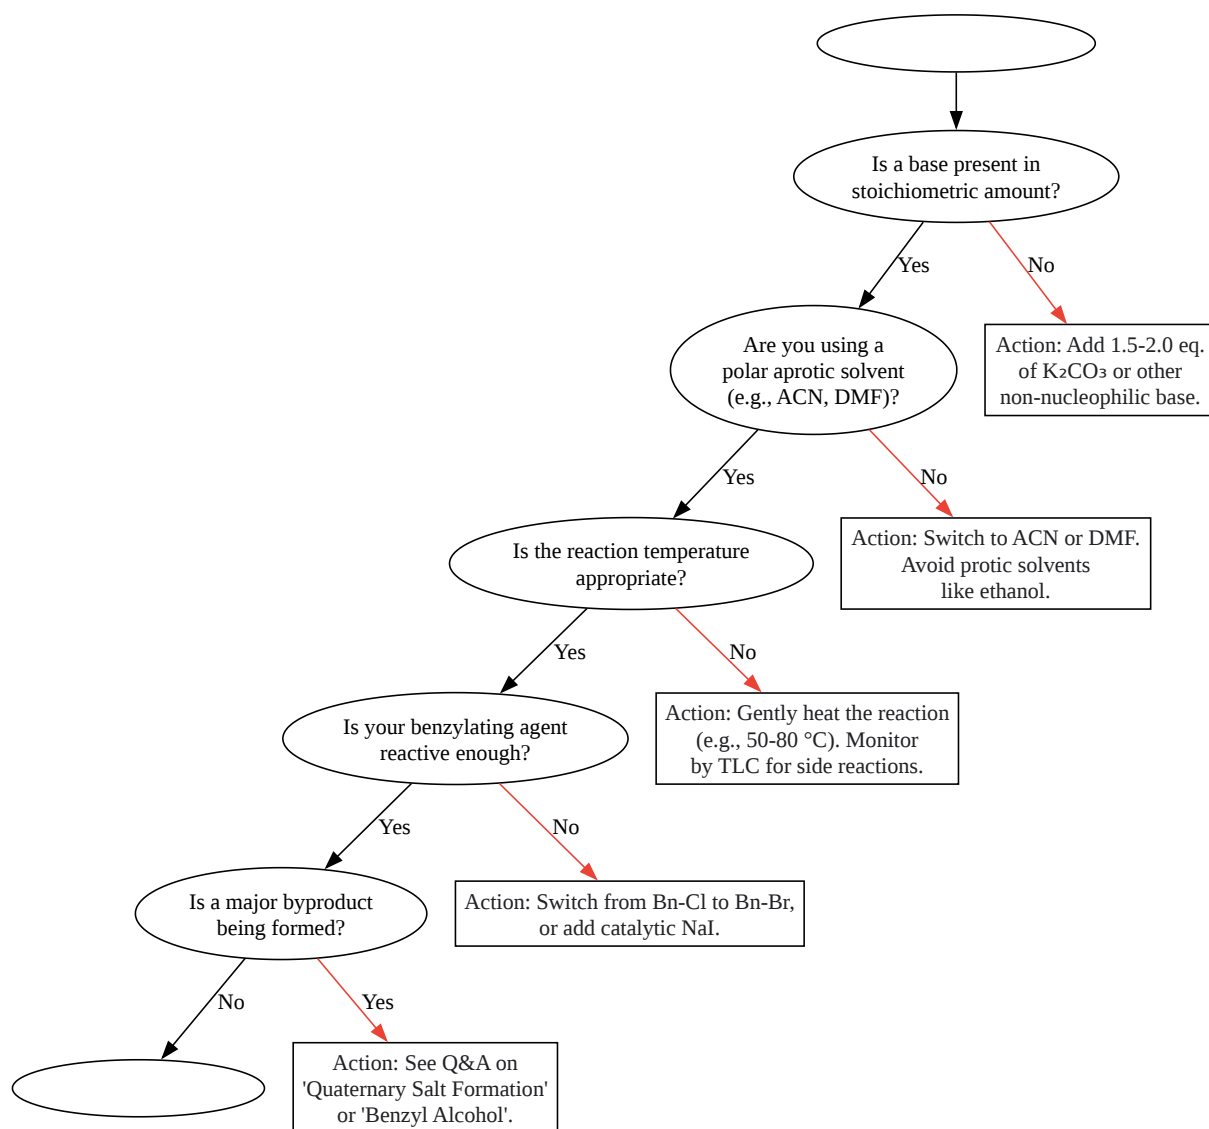 Is a base present in
stoichiometric amount?
Yes
No
Are you using a
polar aprotic solvent
(e.g., ACN, DMF)?
Action: Add 1.5-2.0 eq.
of K₂CO₃ or other
non-nucleophilic base.
Yes
No
Is the reaction temperature
appropriate?
Action: Switch to ACN or DMF.
Avoid protic solvents
like ethanol.
Yes
No
Is your benzylating agent
reactive enough?
Action: Gently heat the reaction
(e.g., 50-80 °C). Monitor
by TLC for side reactions.
Yes
No
Is a major byproduct
being formed?
Action: Switch from Bn-Cl to Bn-Br,
or add catalytic NaI.
No
Yes
Action: See Q&A on
'Quaternary Salt Formation'
or 'Benzyl Alcohol'.